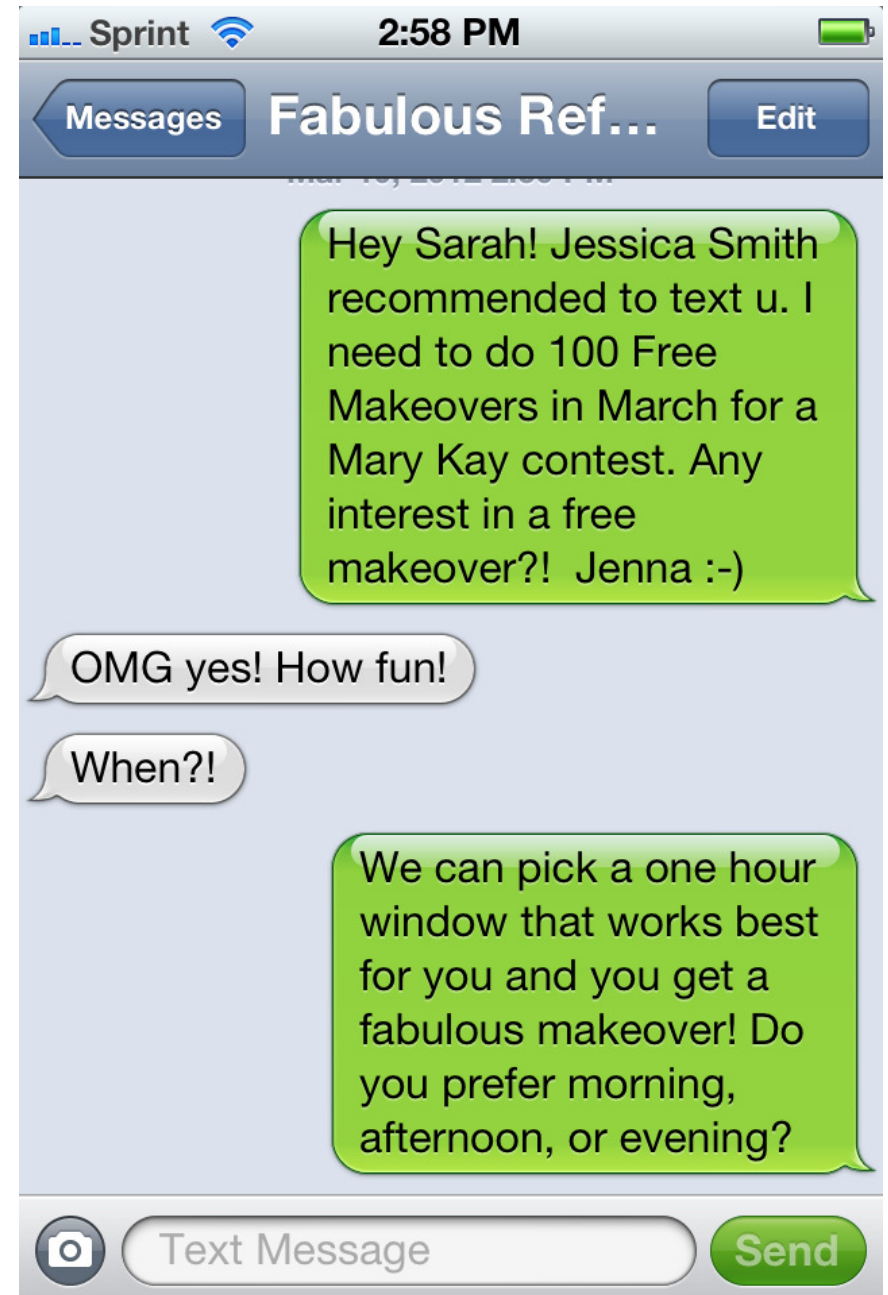 Sprint 2:58 PM
Messages Fabulous Ref... Edit
Hey Sarah! Jessica Smith
recommended to text u. I
need to do 100 Free
Makeovers in March for a
Mary Kay contest. Any
interest in a free
makeover?!  Jenna :-)
OMG yes! How fun!
When?!
We can pick a one hour
window that works best
for you and you get a
fabulous makeover! Do
you prefer morning,
afternoon, or evening?
Text Message Send